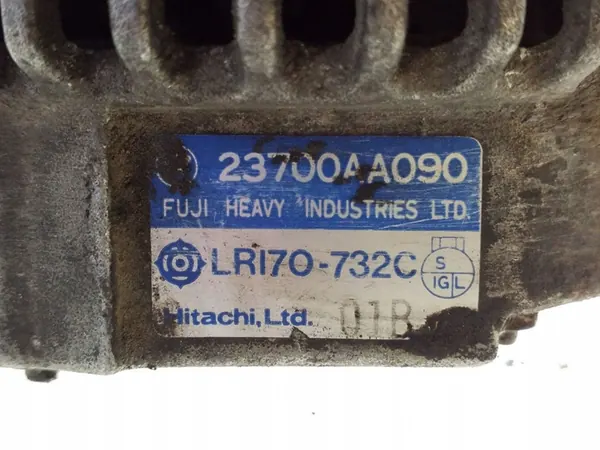 23700AA090
FUJI HEAVY INDUSTRIES LTD.
LR170-732C
S
IG L
Hitachi, Ltd. 01B